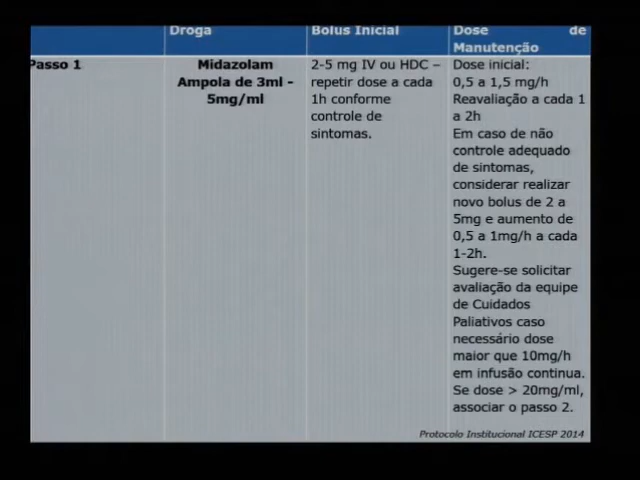 Droga
Bolus Inicial
Dose de
Manutenção
Passo 1
Midazolam
Ampola de 3ml -
5mg/ml
2-5 mg IV ou HDC –
repetir dose a cada
1h conforme
controle de
sintomas.
Dose inicial:
0,5 a 1,5 mg/h
Reavaliação a cada 1
a 2h
Em caso de não
controle adequado
de sintomas,
considerar realizar
novo bolus de 2 a
5mg e aumento de
0,5 a 1mg/h a cada
1-2h.
Sugere-se solicitar
avaliação da equipe
de Cuidados
Paliativos caso
necessário dose
maior que 10mg/h
em infusão continua.
Se dose > 20mg/ml,
associar o passo 2.
Protocolo Institucional ICESP 2014